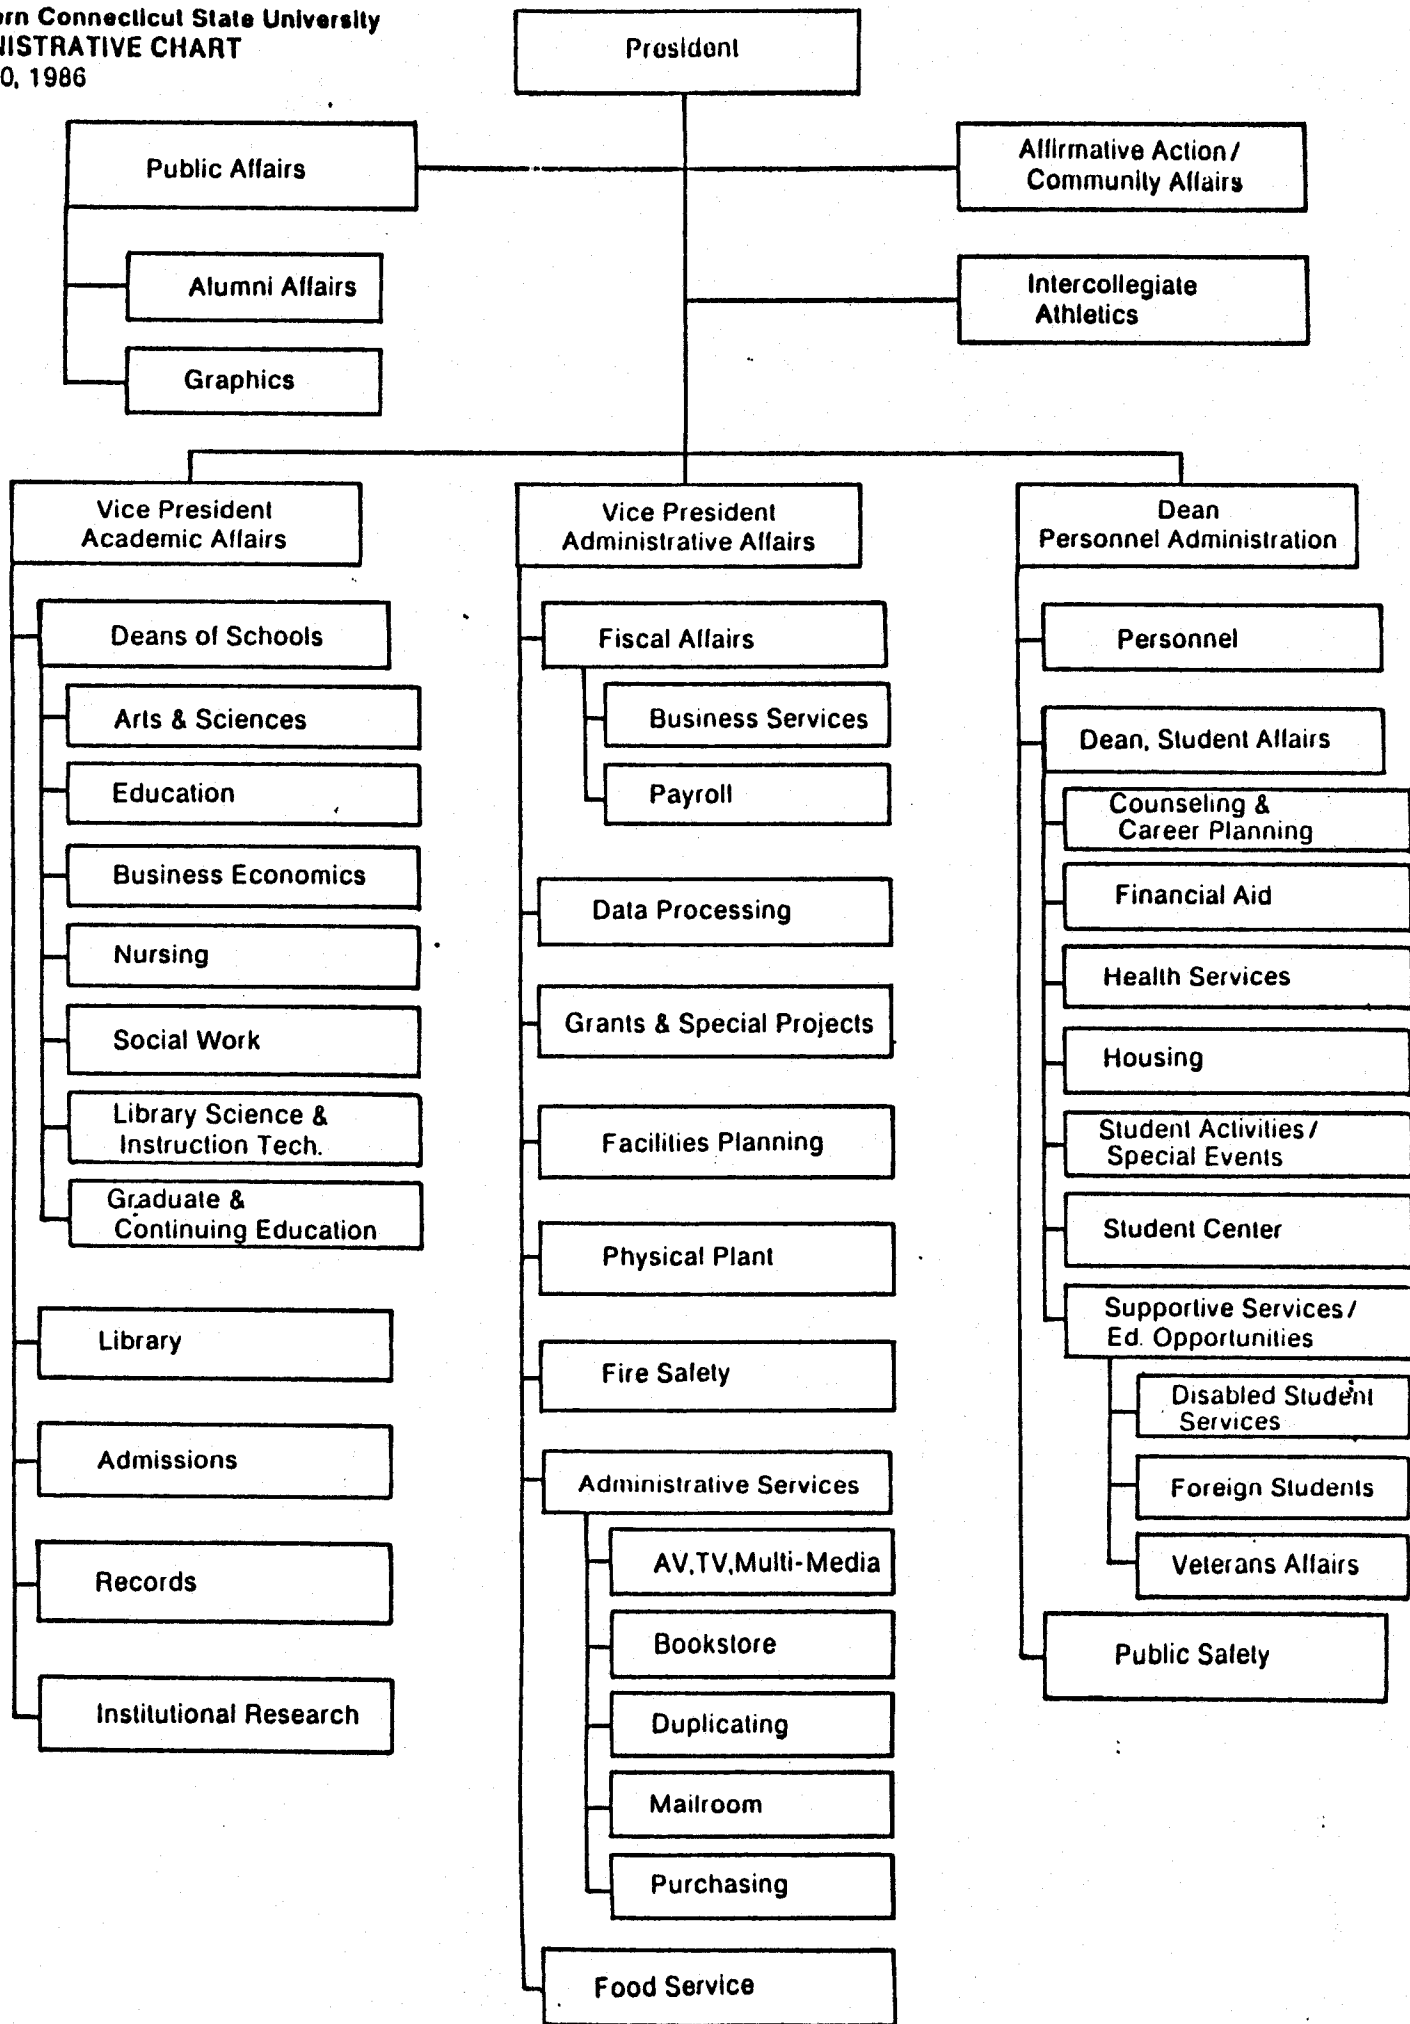 rn Connecticut State University
NISTRATIVE CHART
0, 1986
President
Public Affairs
Affirmative Action/
Community Affairs
Alumni Affairs
Intercollegiate
Athletics
Graphics
Vice President
Academic Affairs
Deans of Schools
Arts & Sciences
Education
Business Economics
Nursing
Social Work
Library Science &
Instruction Tech.
Graduate &
Continuing Education
Library
Admissions
Records
Institutional Research
Vice President
Administrative Affairs
Fiscal Affairs
Business Services
Payroll
Data Processing
Grants & Special Projects
Facilities Planning
Physical Plant
Fire Safety
Administrative Services
AV,TV,Multi-Media
Bookstore
Duplicating
Mailroom
Purchasing
Food Service
Dean
Personnel Administration
Personnel
Dean, Student Affairs
Counseling &
Career Planning
Financial Aid
Health Services
Housing
Student Activities/
Special Events
Student Center
Supportive Services/
Ed. Opportunities
Disabled Student
Services
Foreign Students
Veterans Affairs
Public Safety